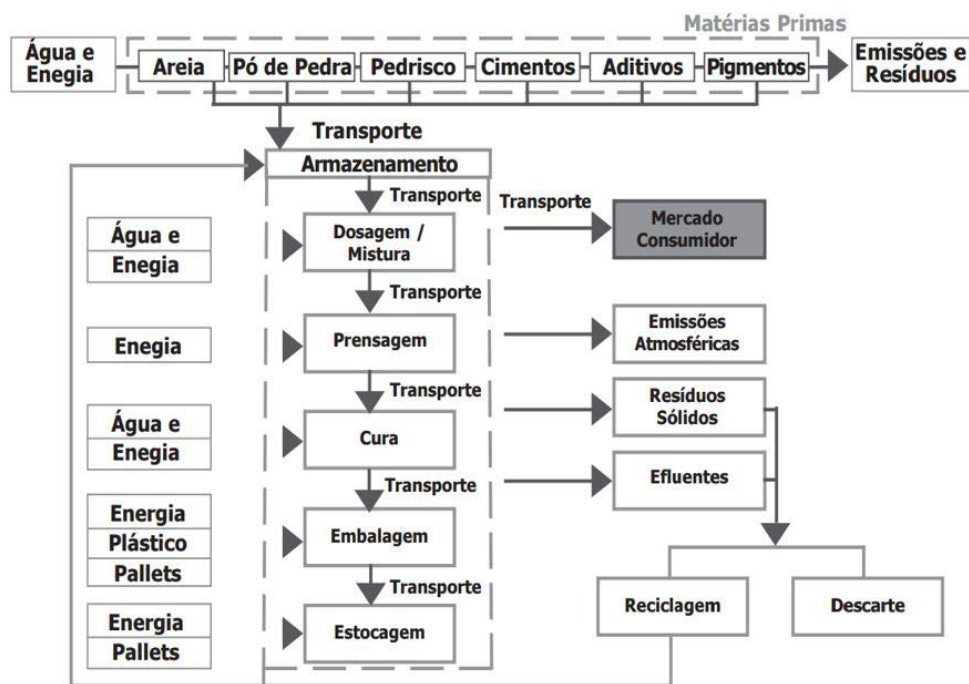 Matérias Primas
Água e
Enegia
Areia
Pó de Pedra
Pedrisco
Cimentos
Aditivos
Pigmentos
Emissões e
Resíduos
Transporte
Armazenamento
Transporte
Transporte
Mercado
Consumidor
Água e
Enegia
Dosagem /
Mistura
Transporte
Enegia
Prensagem
Emissões
Atmosféricas
Transporte
Resíduos
Sólidos
Água e
Enegia
Cura
Efluentes
Transporte
Energia
Plástico
Pallets
Embalagem
Transporte
Reciclagem
Descarte
Energia
Pallets
Estocagem